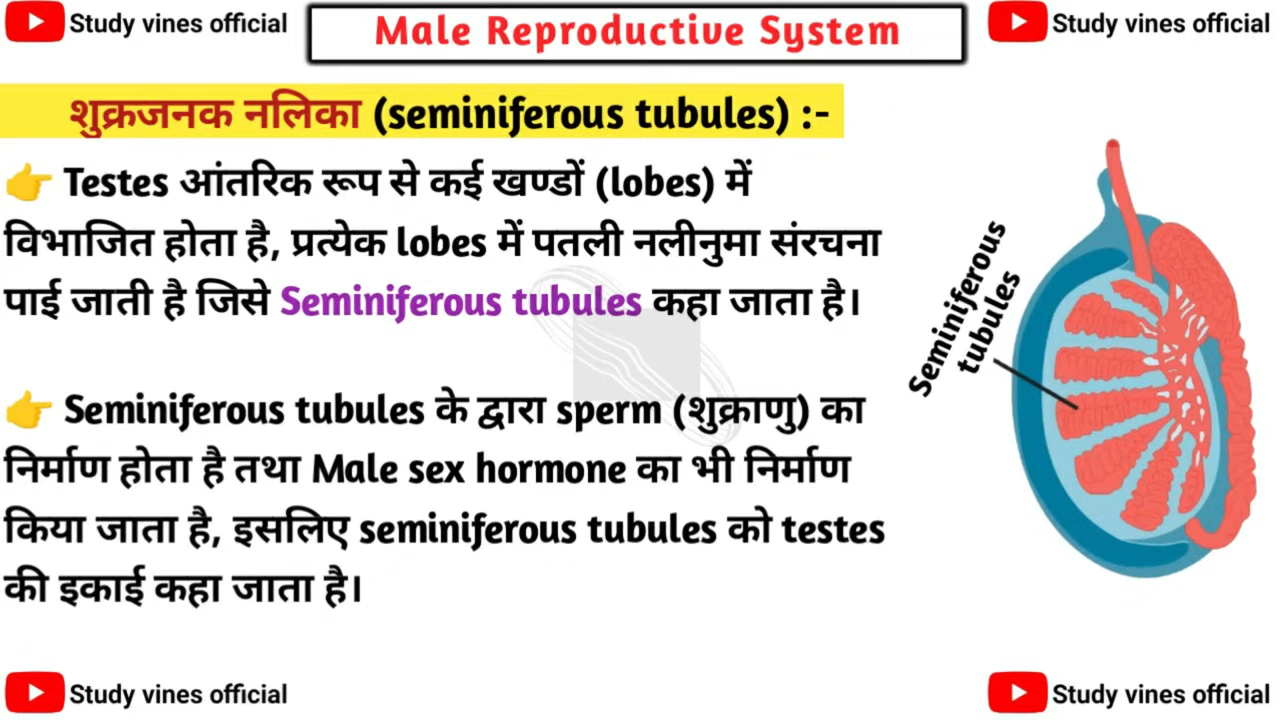 Study vines official
Male Reproductive System
Study vines official
शुक्रजनक नलिका (seminiferous tubules) :-
👉 Testes आंतरिक रूप से कई खण्डों (lobes) में
विभाजित होता है, प्रत्येक lobes में पतली नलीनुमा संरचना
पाई जाती है जिसे Seminiferous tubules कहा जाता है।
👉 Seminiferous tubules के द्वारा sperm (शुक्राणु) का
निर्माण होता है तथा Male sex hormone का भी निर्माण
किया जाता है, इसलिए seminiferous tubules को testes
की इकाई कहा जाता है।
Seminiferous
tubules
Study vines official
Study vines official